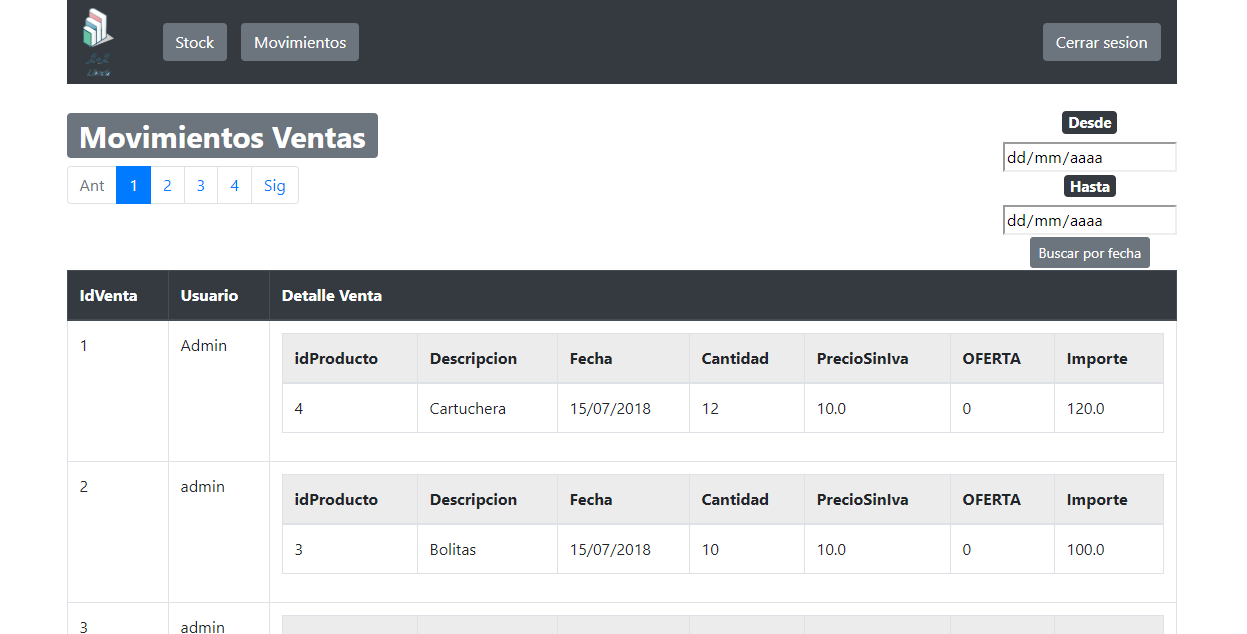 Stock Movimientos Cerrar sesion
Movimientos Ventas
Ant 1 2 3 4 Sig
Desde
dd/mm/aaaa
Hasta
dd/mm/aaaa
Buscar por fecha
IdVenta Usuario Detalle Venta
1 Admin
idProducto Descripcion Fecha Cantidad PrecioSinIva OFERTA Importe
4 Cartuchera 15/07/2018 12 10.0 0 120.0
2 admin
idProducto Descripcion Fecha Cantidad PrecioSinIva OFERTA Importe
3 Bolitas 15/07/2018 10 10.0 0 100.0
3 admin